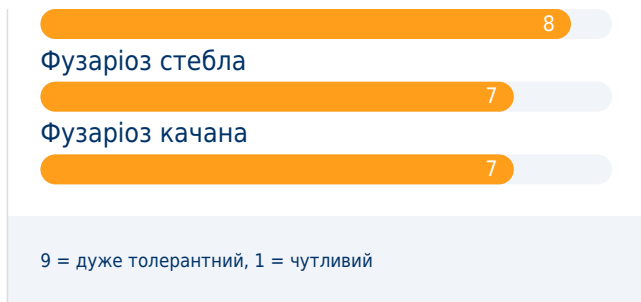 8
Фузаріоз стебла
7
Фузаріоз качана
7
9 = дуже толерантний, 1 = чутливий